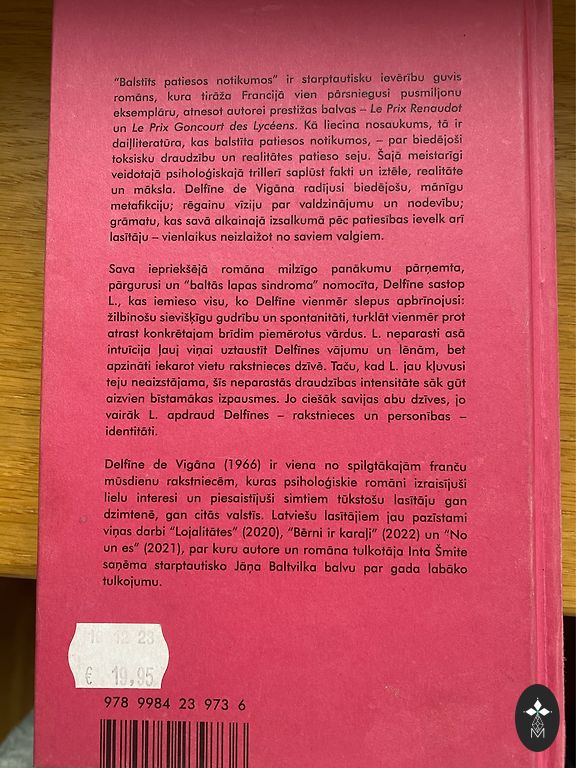 “Balstīts patiesos notikumos” ir starptautisku ievērību guvis
romāns, kura tirāža Francijā vien pārsniegusi pusmiljonu
eksemplāru, atnesot autorei prestižas balvas – Le Prix Renaudot
un Le Prix Goncourt des Lycéens. Kā liecina nosaukums, tā ir
daiļliteratūra, kas balstīta patiesos notikumos, – par biedējoši
toksisku draudzību un realitātes patieso seju. Šajā meistarīgi
veidotajā psiholoģiskajā trillerī saplūst fakti un iztēle, realitāte
un māksla. Delfīne de Vigāna radījusi biedējošu, mānīgu
metafikciju; rēgainu vīziju par valdzinājumu un nodevību;
grāmatu, kas savā alkainajā izsalkumā pēc patiesības ievelk arī
lasītāju – vienlaikus neizlaižot no saviem valgiem.
Sava iepriekšējā romāna milzīgo panākumu pārņemta,
pārgurusi un “baltās lapas sindroma” nomocīta, Delfīne sastop
L., kas iemieso visu, ko Delfīne vienmēr slepus apbrīnojusi:
žilbinošu sievišķīgu gudrību un spontanitāti, turklāt vienmēr prot
atrast konkrētajam brīdim piemērotus vārdus. L. neparasti asā
intuīcija ļauj viņai uztaustīt Delfīnes vājumu un lēnām, bet
apzināti iekarot vietu rakstnieces dzīvē. Taču, kad L. jau kļuvusi
teju neaizstājama, šīs neparastās draudzības intensitāte sāk gūt
aizvien bīstamākas izpausmes. Jo ciešāk savijas abu dzīves, jo
vairāk L. apdraud Delfīnes – rakstnieces un personības –
identitāti.
Delfīne de Vigāna (1966) ir viena no spilgtākajām franču
mūsdienu rakstniecēm, kuras psiholoģiskie romāni izraisījuši
lielu interesi un piesaistījuši simtiem tūkstošu lasītāju gan
dzimtenē, gan citās valstīs. Latviešu lasītājiem jau pazīstami
viņas darbi “Lojalitātes” (2020), “Bērni ir karaļi” (2022) un “No
un es” (2021), par kuru autore un romāna tulkotāja Inta Šmite
saņēma starptautisko Jāņa Baltvilka balvu par gada labāko
tulkojumu.
12 23
€ 19,95
978 9984 23 973 6
M